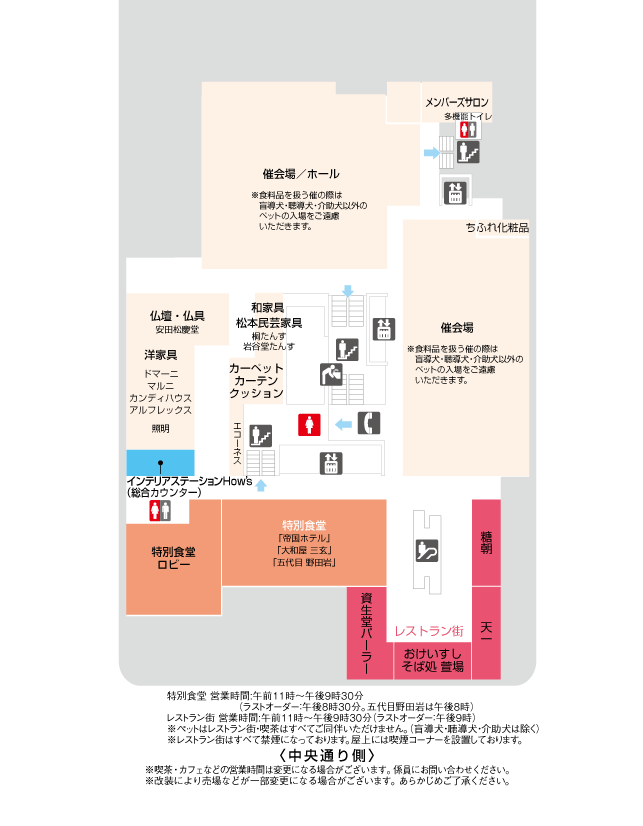 メンバーズサロン
多機能トイレ
催会場／ホール
※食料品を扱う催の際は
盲導犬・聴導犬・介助犬以外の
ペットの入場をご遠慮
いただきます。
ちふれ化粧品
和家具
松本民芸家具
桐たんす
岩谷堂たんす
仏壇・仏具
安田松慶堂
催会場
※食料品を扱う催の際は
盲導犬・聴導犬・介助犬以外の
ペットの入場をご遠慮
いただきます。
洋家具
ドマーニ
マルニ
カンディハウス
アルフレックス
照明
カーペット
カーテン
クッション
エコーネス
インテリアステーションHow's
（総合カウンター）
特別食堂
「帝国ホテル」
「大和屋 三玄」
「五代目 野田岩」
特別食堂
ロビー
糖朝
資生堂パーラー
レストラン街
天一
おけいすし
そば処 萱場
特別食堂 営業時間:午前11時～午後9時30分
（ラストオーダー:午後8時30分。五代目野田岩は午後8時）
レストラン街 営業時間:午前11時～午後9時30分（ラストオーダー:午後9時）
※ペットはレストラン街・喫茶はすべてご同伴いただけません。（盲導犬・聴導犬・介助犬は除く）
※レストラン街はすべて禁煙になっております。屋上には喫煙コーナーを設置しております。
〈中央通り側〉
※喫茶・カフェなどの営業時間は変更になる場合がございます。係員にお問い合わせください。
※改装により売場などが一部変更になる場合がございます。あらかじめご了承ください。